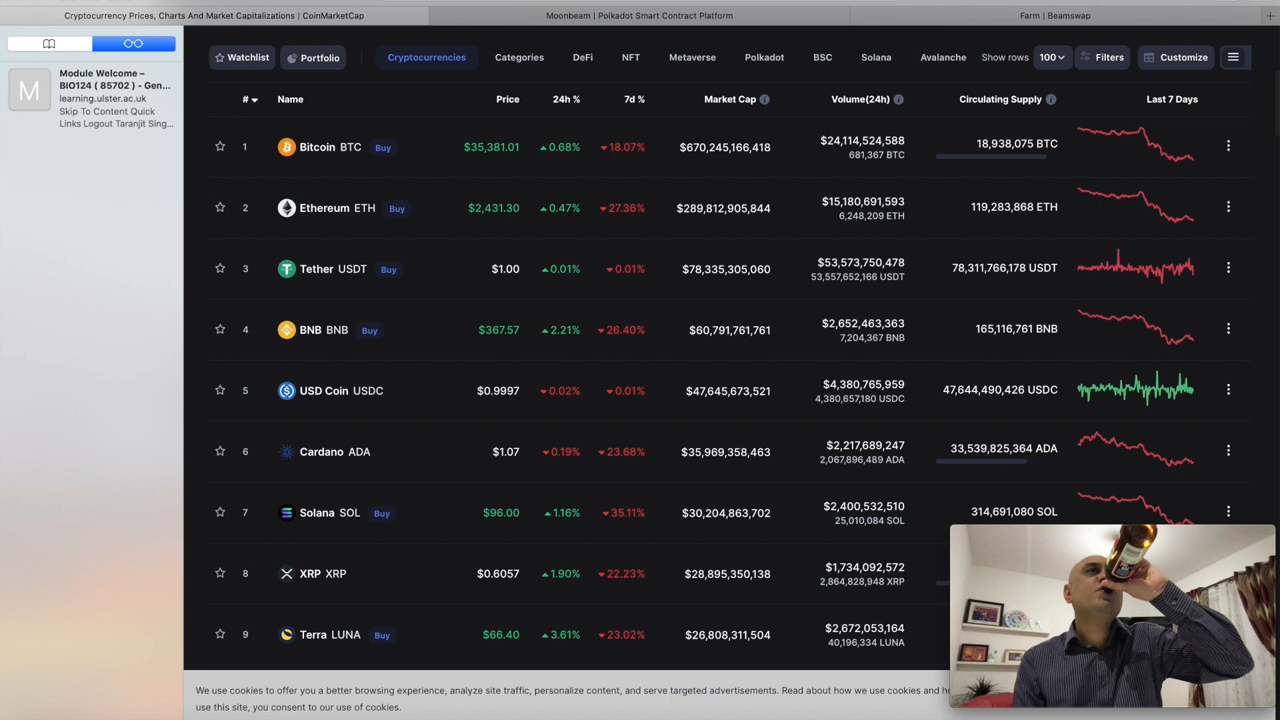 Cryptocurrency Prices, Charts And Market Capitalizations | CoinMarketCap
Moonbeam | Polkadot Smart Contract Platform
Farm | Beamswap
M
Module Welcome –
BIO124 ( 85702 ) - Gen...
learning.ulster.ac.uk
Skip To Content Quick
Links Logout Taranjit Sing...
Watchlist Portfolio Cryptocurrencies Categories DeFi NFT Metaverse Polkadot BSC Solana Avalanche Show rows 100 Filters Customize
# Name Price 24h % 7d % Market Cap Volume(24h) Circulating Supply Last 7 Days
1 Bitcoin BTC Buy $35,381.01 0.68% 18.07% $670,245,166,418 $24,114,524,588 18,938,075 BTC
681,367 BTC
2 Ethereum ETH Buy $2,431.30 0.47% 27.36% $289,812,905,844 $15,180,691,593 119,283,868 ETH
6,248,209 ETH
3 Tether USDT Buy $1.00 0.01% 0.01% $78,335,305,060 $53,573,750,478 78,311,766,178 USDT
53,557,652,166 USDT
4 BNB BNB Buy $367.57 2.21% 26.40% $60,791,761,761 $2,652,463,363 165,116,761 BNB
7,204,367 BNB
5 USD Coin USDC $0.9997 0.02% 0.01% $47,645,673,521 $4,380,765,959 47,644,490,426 USDC
4,380,657,180 USDC
6 Cardano ADA $1.07 0.19% 23.68% $35,969,358,463 $2,217,689,247 33,539,825,364 ADA
2,067,896,489 ADA
7 Solana SOL Buy $96.00 1.16% 35.11% $30,204,863,702 $2,400,532,510 314,691,080 SOL
25,010,084 SOL
8 XRP XRP $0.6057 1.90% 22.23% $28,895,350,138 $1,734,092,572
2,864,828,948 XRP
9 Terra LUNA Buy $66.40 3.61% 23.02% $26,808,311,504 $2,672,053,164
40,196,334 LUNA
We use cookies to offer you a better browsing experience, analyze site traffic, personalize content, and serve targeted advertisements. Read about how we use cookies and
use this site, you consent to our use of cookies.